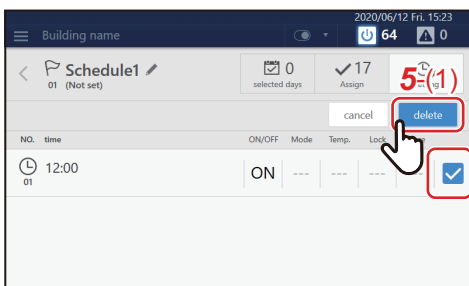 2020/06/12 Fri. 15:23
Building name 64 0
Schedule1 0 17
01 (Not set) selected days Assign
5-(1)
cancel delete
NO. time ON/OFF Mode Temp. Lock
12:00 ON --- --- ---
01